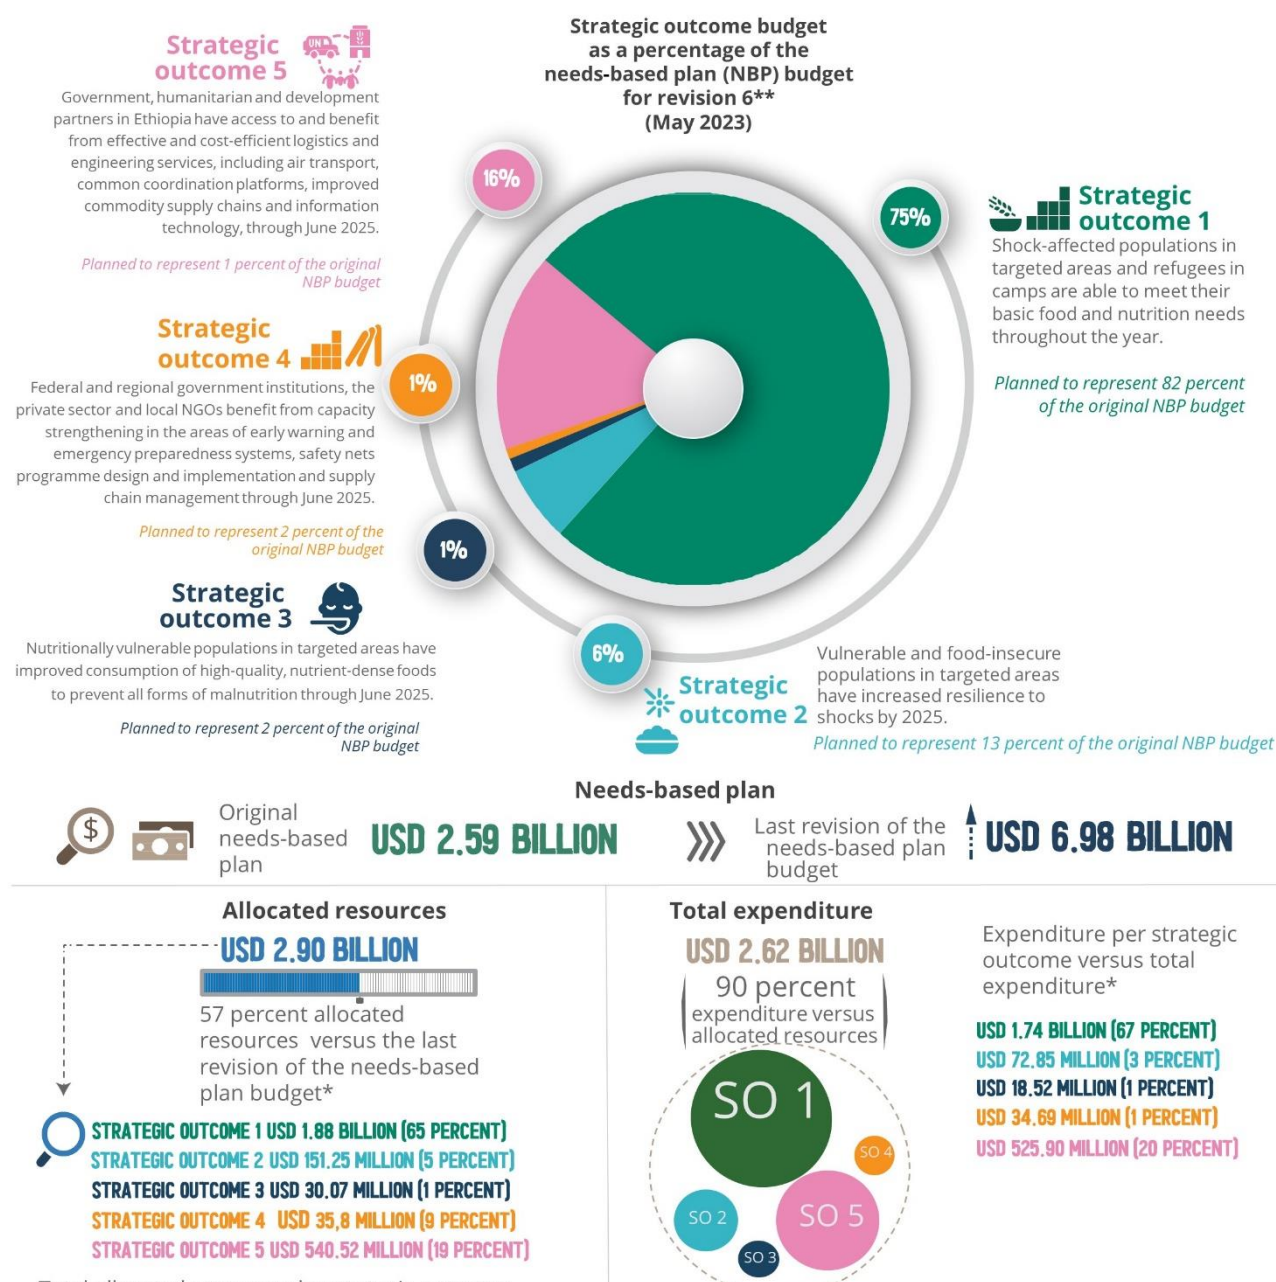 Strategic outcome budget
as a percentage of the
needs-based plan (NBP) budget
for revision 6**
(May 2023)
Strategic
outcome 5
UN
Government, humanitarian and development
partners in Ethiopia have access to and benefit
from effective and cost-efficient logistics and
engineering services, including air transport,
common coordination platforms, improved
commodity supply chains and information
technology, through June 2025.
Planned to represent 1 percent of the original
NBP budget
16%
75%
Strategic
outcome 1
Shock-affected populations in
targeted areas and refugees in
camps are able to meet their
basic food and nutrition needs
throughout the year.
Planned to represent 82 percent
of the original NBP budget
Strategic
outcome 4
Federal and regional government institutions, the
private sector and local NGOs benefit from capacity
strengthening in the areas of early warning and
emergency preparedness systems, safety nets
programme design and implementation and supply
chain management through June 2025.
Planned to represent 2 percent of the
original NBP budget
1%
1%
Strategic
outcome 3
Nutritionally vulnerable populations in targeted areas have
improved consumption of high-quality, nutrient-dense foods
to prevent all forms of malnutrition through June 2025.
Planned to represent 2 percent of the original
NBP budget
6%
Strategic
outcome 2
Vulnerable and food-insecure
populations in targeted areas
have increased resilience to
shocks by 2025.
Planned to represent 13 percent of the original NBP budget
Needs-based plan
$
Original
needs-based
plan
USD 2.59 BILLION
Last revision of the
needs-based plan
budget
USD 6.98 BILLION
Allocated resources
USD 2.90 BILLION
57 percent allocated
resources versus the last
revision of the needs-based
plan budget*
STRATEGIC OUTCOME 1 USD 1.88 BILLION (65 PERCENT)
STRATEGIC OUTCOME 2 USD 151.25 MILLION (5 PERCENT)
STRATEGIC OUTCOME 3 USD 30.07 MILLION (1 PERCENT)
STRATEGIC OUTCOME 4 USD 35,8 MILLION (9 PERCENT)
STRATEGIC OUTCOME 5 USD 540.52 MILLION (19 PERCENT)
Total expenditure
USD 2.62 BILLION
90 percent
expenditure versus
allocated resources
SO 1
SO 4
SO 2
SO 5
SO 3
Expenditure per strategic
outcome versus total
expenditure*
USD 1.74 BILLION (67 PERCENT)
USD 72.85 MILLION (3 PERCENT)
USD 18.52 MILLION (1 PERCENT)
USD 34.69 MILLION (1 PERCENT)
USD 525.90 MILLION (20 PERCENT)